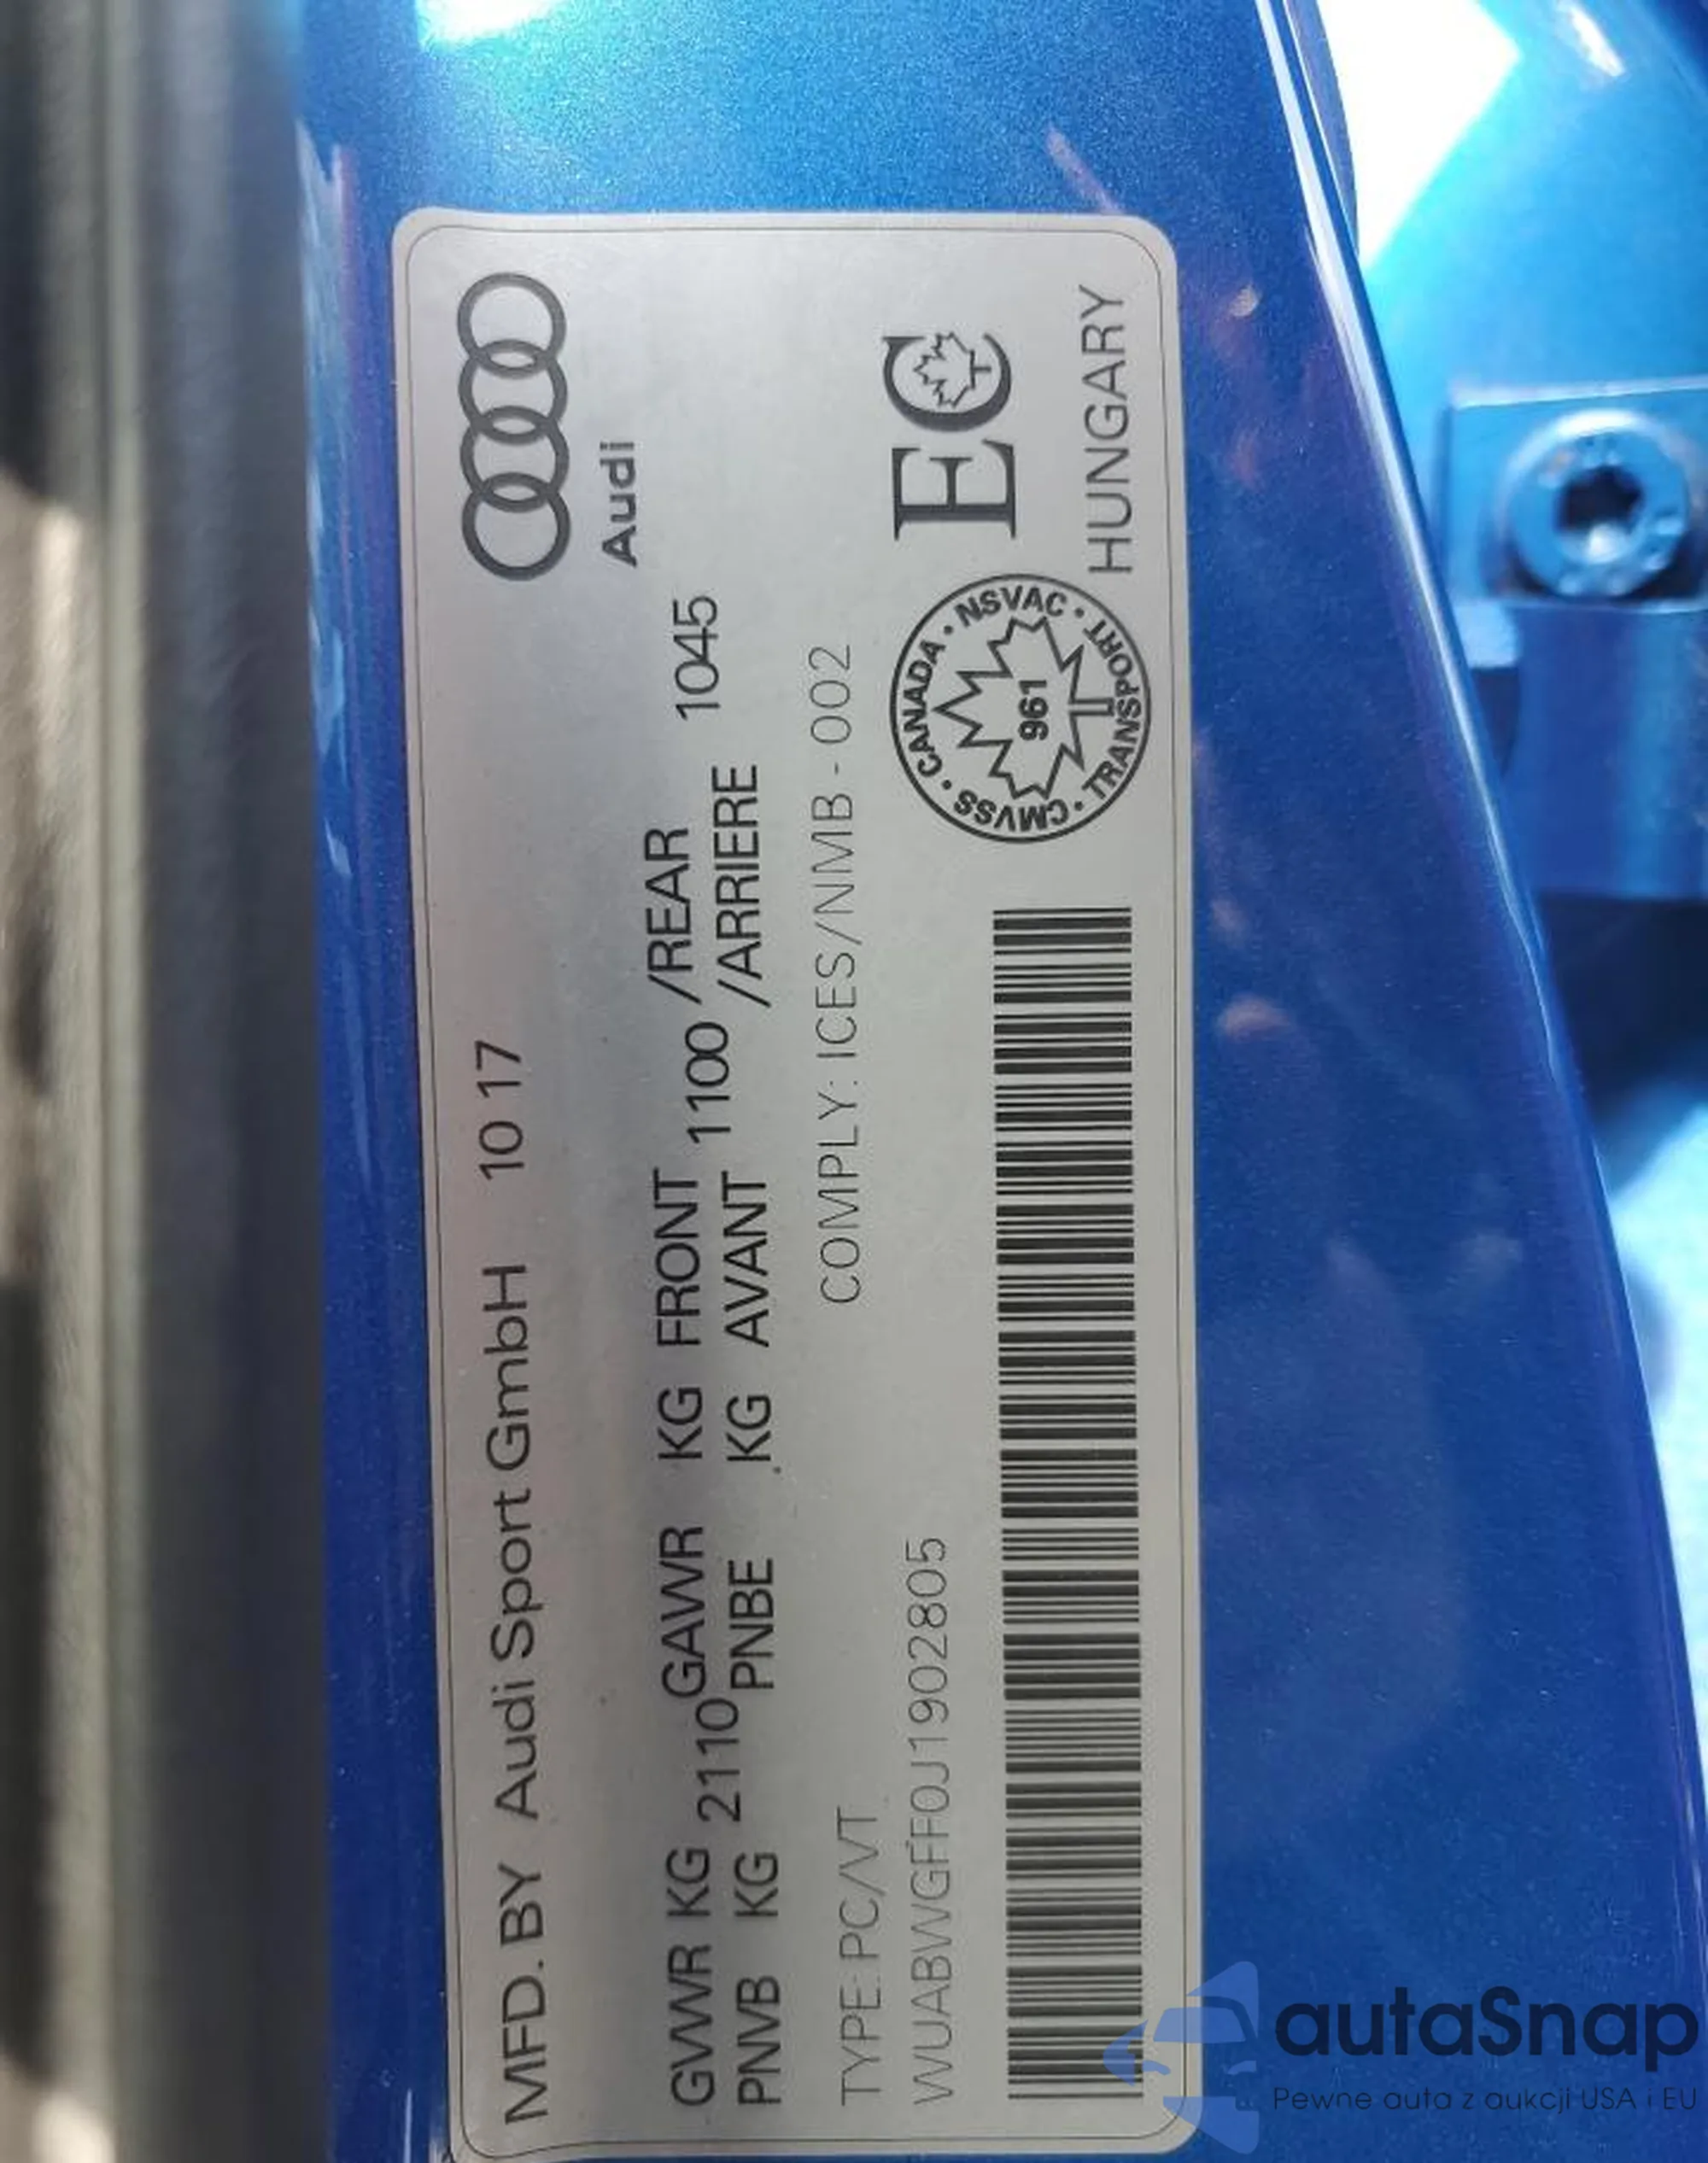 MFD. BY Audi Sport GmbH 10 17
Audi
GVWR KG 2110 GAWR KG FRONT 1100 /REAR 1045
PNVB KG PNBE KG AVANT /ARRIERE
TYPE: PC/VT COMPLY: ICES/NMB - 002
WUABWGFF0J1902805
CMVSS · CANADA · NSVAC · TRANSPORT ·
961
EC
HUNGARY
autaSnap
Pewne auta z aukcji USA i EU